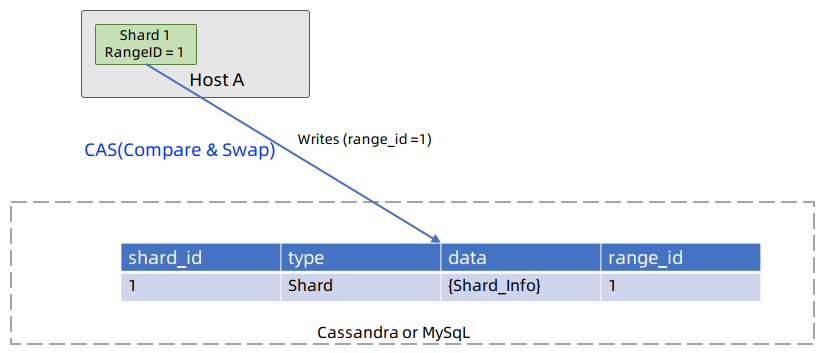 Shard 1
RangeID = 1
Host A
Writes (range_id =1)
CAS(Compare & Swap)
shard_id type data range_id
1 Shard {Shard_Info} 1
Cassandra or MySqL